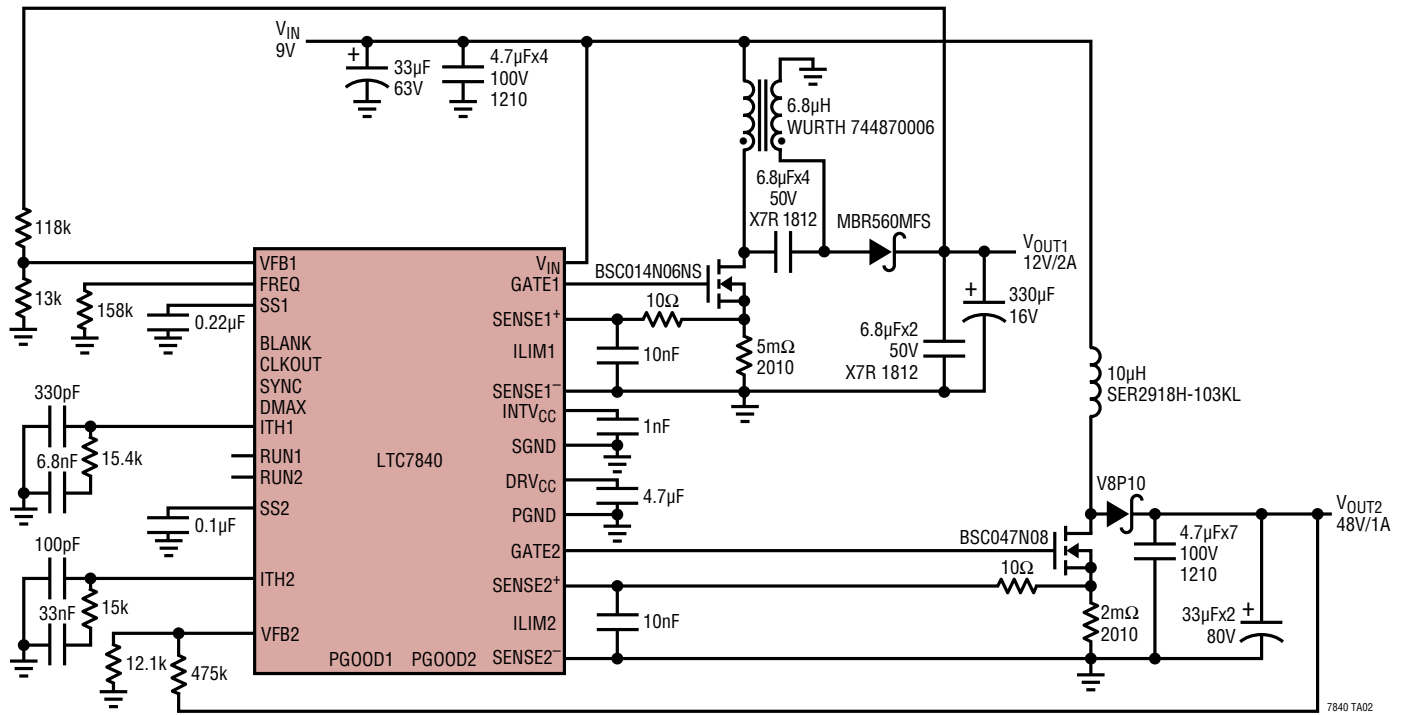 VIN
9V
33µF
63V
4.7µFx4
100V
1210
6.8µH
WURTH 744870006
6.8µFx4
50V
X7R 1812
MBR560MFS
VOUT1
12V/2A
330µF
16V
6.8µFx2
50V
X7R 1812
118k
13k
158k
0.22µF
330pF
6.8nF
15.4k
0.1µF
100pF
33nF
15k
12.1k
475k
VFB1
FREQ
SS1
BLANK
CLKOUT
SYNC
DMAX
ITH1
RUN1
RUN2
SS2
ITH2
VFB2
PGOOD1
PGOOD2
LTC7840
VIN
GATE1
SENSE1+
ILIM1
SENSE1–
INTVCC
SGND
DRVCC
PGND
GATE2
SENSE2+
ILIM2
SENSE2–
BSC014N06NS
10Ω
10nF
5mΩ
2010
1nF
4.7µF
10µH
SER2918H-103KL
V8P10
VOUT2
48V/1A
BSC047N08
10Ω
10nF
2mΩ
2010
4.7µFx7
100V
1210
33µFx2
80V
7840 TA02